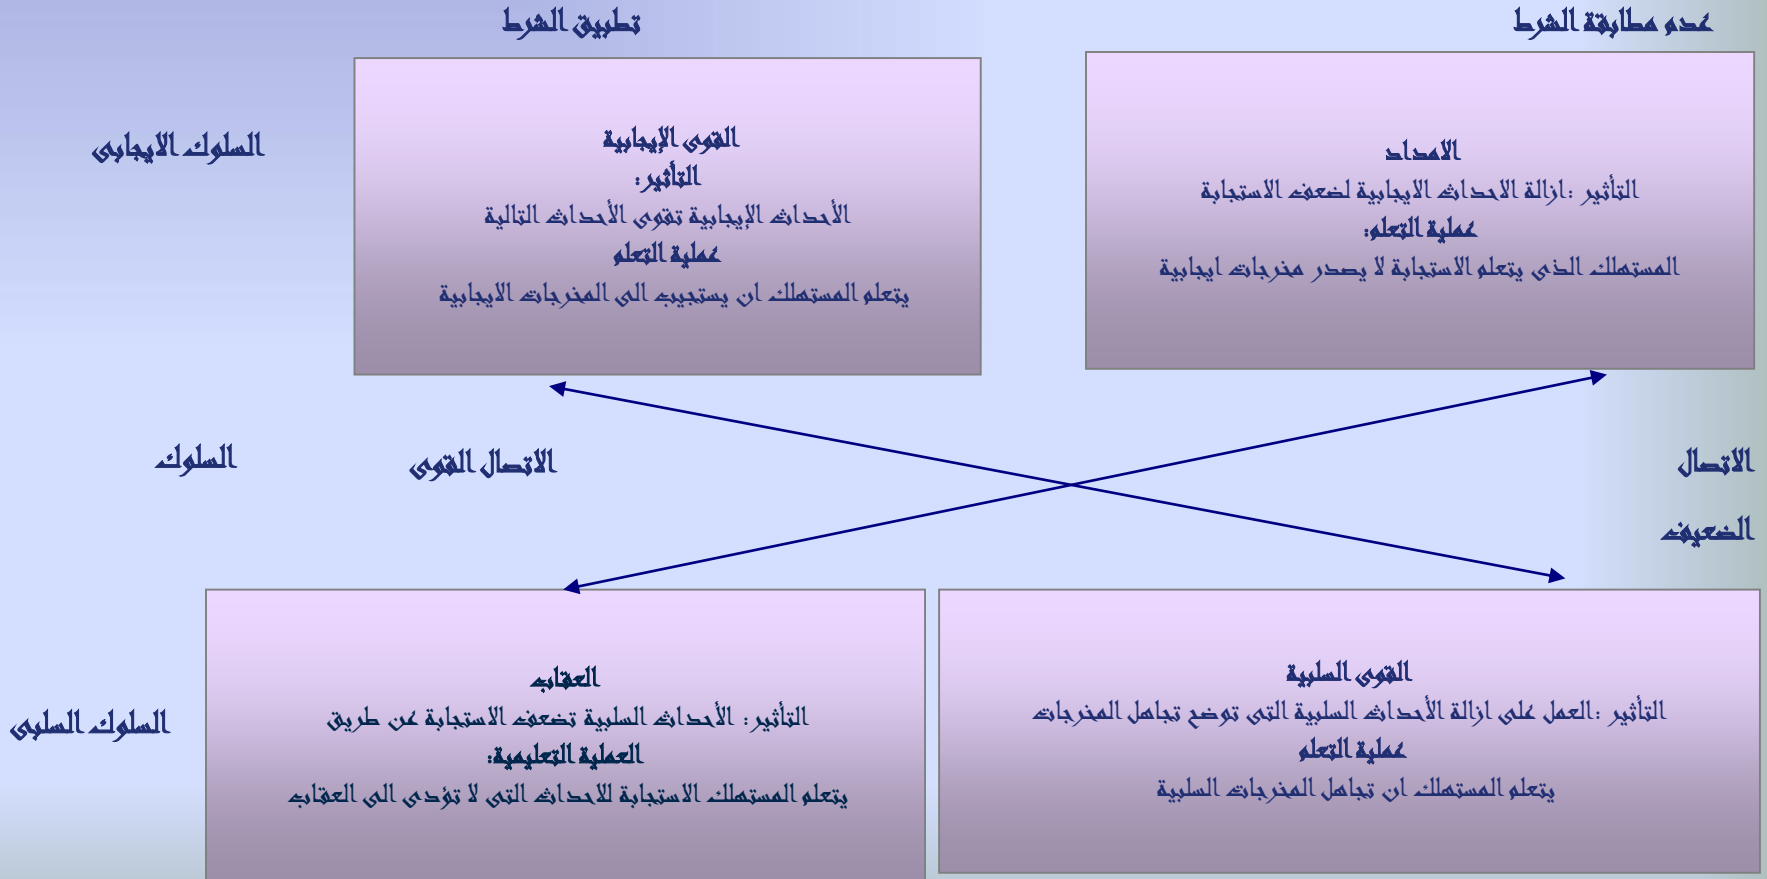 عدم مطابقة الشرط
تطبيق الشرط
السلوك الايجابى
القوى الإيجابية
التأثير :
الأحداث الإيجابية تقوى الأحداث التالية
عملية التعلم
يتعلم المستهلك ان يستجيب الى المخرجات الايجابية
الامداد
التأثير :ازالة الاحداث الايجابية لضعف الاستجابة
عملية التعلم:
المستهلك الذى يتعلم الاستجابة لا يصدر مخرجات ايجابية
السلوك
الاتصال القوى
الاتصال
الضعيف
السلوك السلبى
العقاب
التأثير: الأحداث السلبية تضعف الاستجابة عن طريق
العملية التعليمية:
يتعلم المستهلك الاستجابة للاحداث التى لا تؤدى الى العقاب
القوى السلبية
التأثير :العمل على ازالة الأحداث السلبية التى توضح تجاهل المخرجات
عملية التعلم
يتعلم المستهلك ان تجاهل المخرجات السلبية